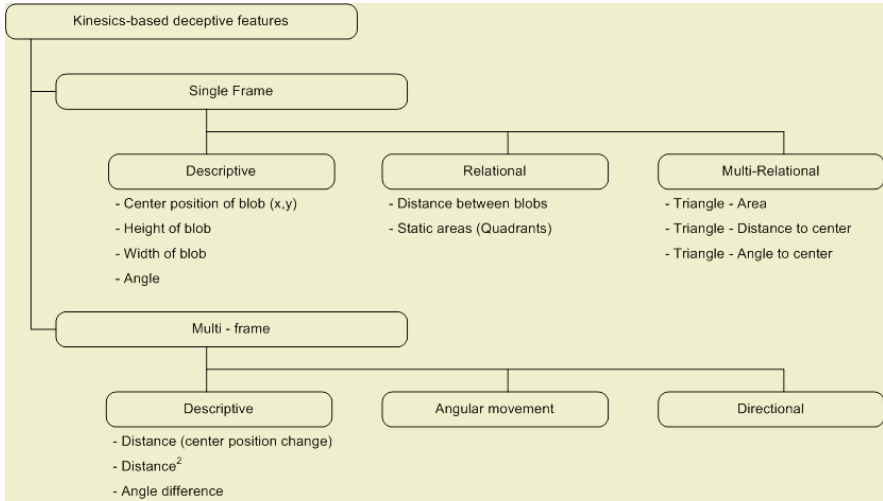 Kinesics-based deceptive features
Single Frame
Descriptive
- Center position of blob (x,y)
- Height of blob
- Width of blob
- Angle
Relational
- Distance between blobs
- Static areas (Quadrants)
Multi-Relational
- Triangle - Area
- Triangle - Distance to center
- Triangle - Angle to center
Multi - frame
Descriptive
- Distance (center position change)
- Distance²
- Angle difference
Angular movement
Directional